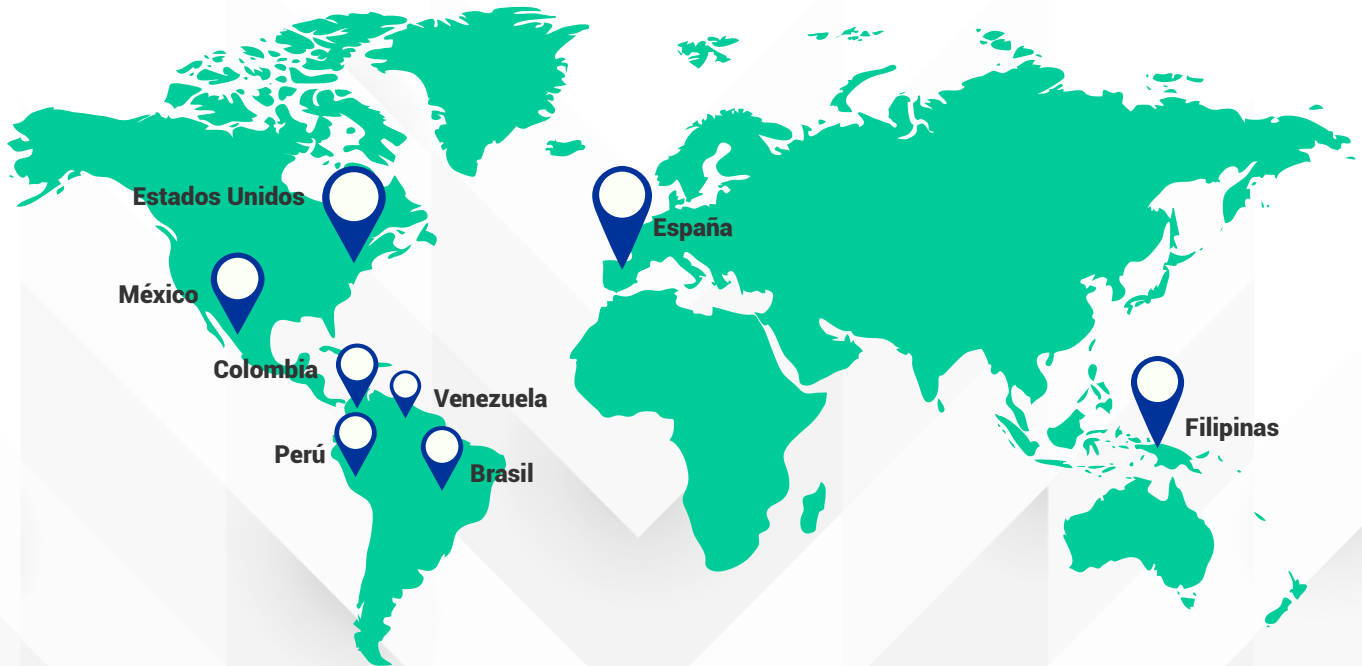 Estados Unidos
España
México
Colombia
Venezuela
Filipinas
Perú
Brasil